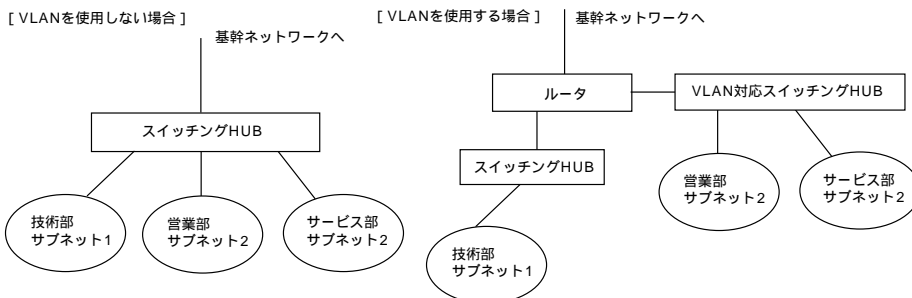 [ VLANを使用しない場合 ]
基幹ネットワークへ
スイッチングHUB
技術部
サブネット1
営業部
サブネット2
サービス部
サブネット2
[ VLANを使用する場合 ]
基幹ネットワークへ
ルータ
VLAN対応スイッチングHUB
スイッチングHUB
技術部
サブネット1
営業部
サブネット2
サービス部
サブネット2